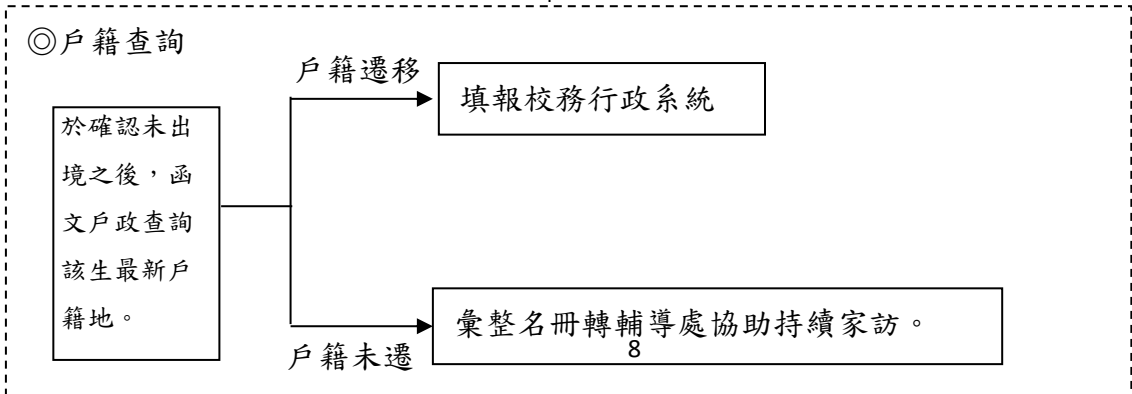 ◎戶籍查詢
戶籍遷移
填報校務行政系統
於確認未出
境之後，函
文戶政查詢
該生最新戶
籍地。
彙整名冊轉輔導處協助持續家訪。
8
戶籍未遷